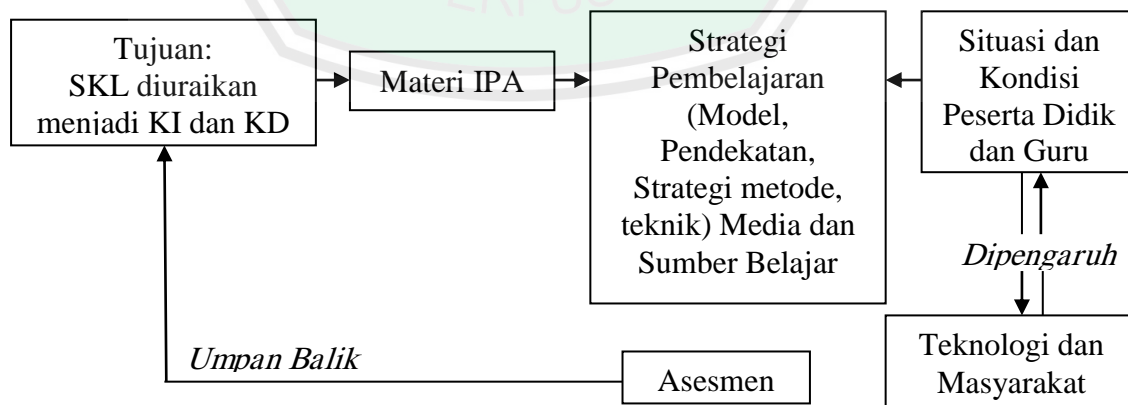 Tujuan:
SKL diuraikan
menjadi KI dan KD
Materi IPA
Strategi
Pembelajaran
(Model,
Pendekatan,
Strategi metode,
teknik) Media dan
Sumber Belajar
Situasi dan
Kondisi
Peserta Didik
dan Guru
Dipengaruh
Umpan Balik
Asesmen
Teknologi dan
Masyarakat